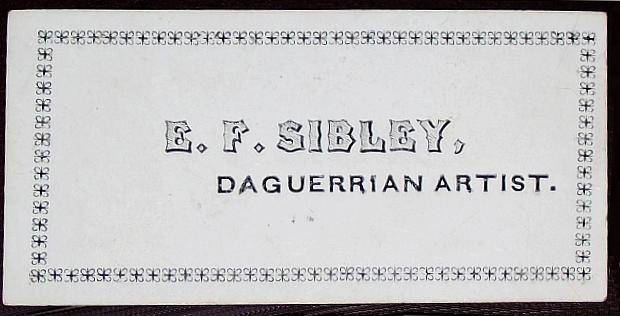 E. F. SIBLEY,
DAGUERRIAN ARTIST.